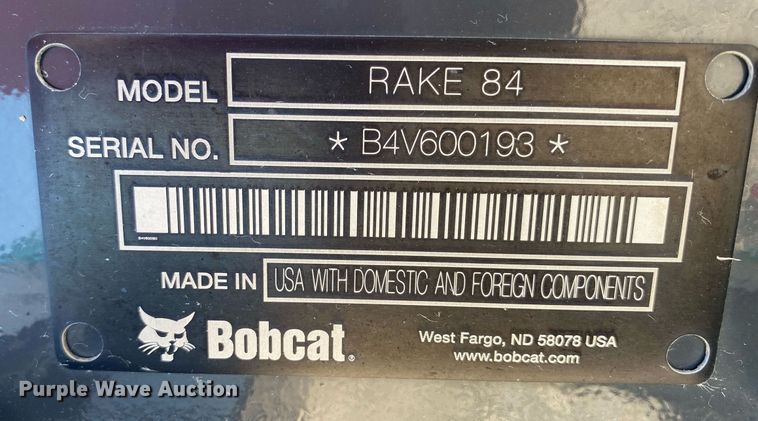 MODEL RAKE 84
SERIAL NO. * B4V600193 *
B4V600193
MADE IN USA WITH DOMESTIC AND FOREIGN COMPONENTS
Bobcat®
West Fargo, ND 58078 USA
www.bobcat.com
Purple Wave Auction